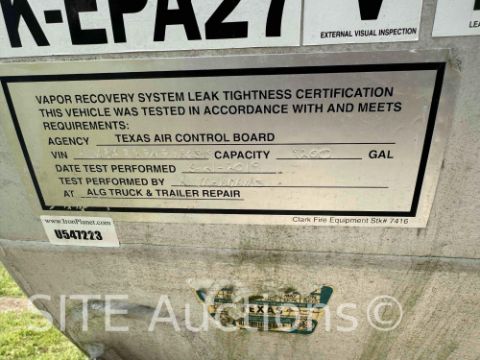 K-EPA27
V
EXTERNAL VISUAL INSPECTION
VAPOR RECOVERY SYSTEM LEAK TIGHTNESS CERTIFICATION
THIS VEHICLE WAS TESTED IN ACCORDANCE WITH AND MEETS
REQUIREMENTS:
AGENCY TEXAS AIR CONTROL BOARD
VIN CAPACITY GAL
DATE TEST PERFORMED
TEST PERFORMED BY
AT ALG TRUCK & TRAILER REPAIR
Clark Fire Equipment Stk# 7416
www.IronPlanet.com
U547223
TEXAS
SITE Auctions.com©